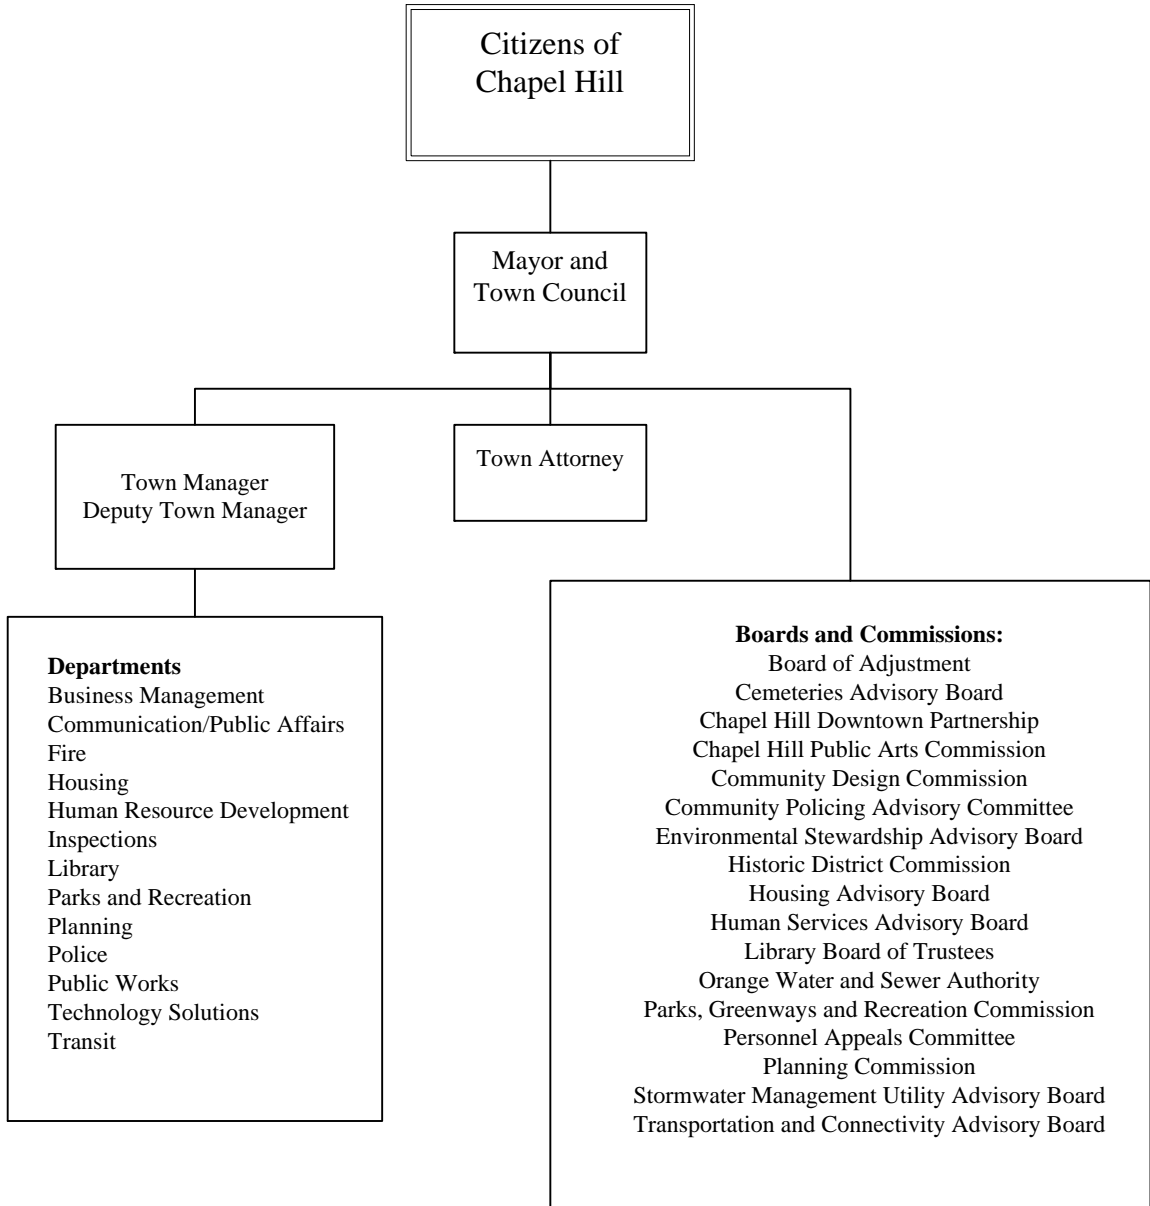 Citizens of
Chapel Hill
Mayor and
Town Council
Town Manager
Deputy Town Manager
Town Attorney
Departments
Business Management
Communication/Public Affairs
Fire
Housing
Human Resource Development
Inspections
Library
Parks and Recreation
Planning
Police
Public Works
Technology Solutions
Transit
Boards and Commissions:
Board of Adjustment
Cemeteries Advisory Board
Chapel Hill Downtown Partnership
Chapel Hill Public Arts Commission
Community Design Commission
Community Policing Advisory Committee
Environmental Stewardship Advisory Board
Historic District Commission
Housing Advisory Board
Human Services Advisory Board
Library Board of Trustees
Orange Water and Sewer Authority
Parks, Greenways and Recreation Commission
Personnel Appeals Committee
Planning Commission
Stormwater Management Utility Advisory Board
Transportation and Connectivity Advisory Board